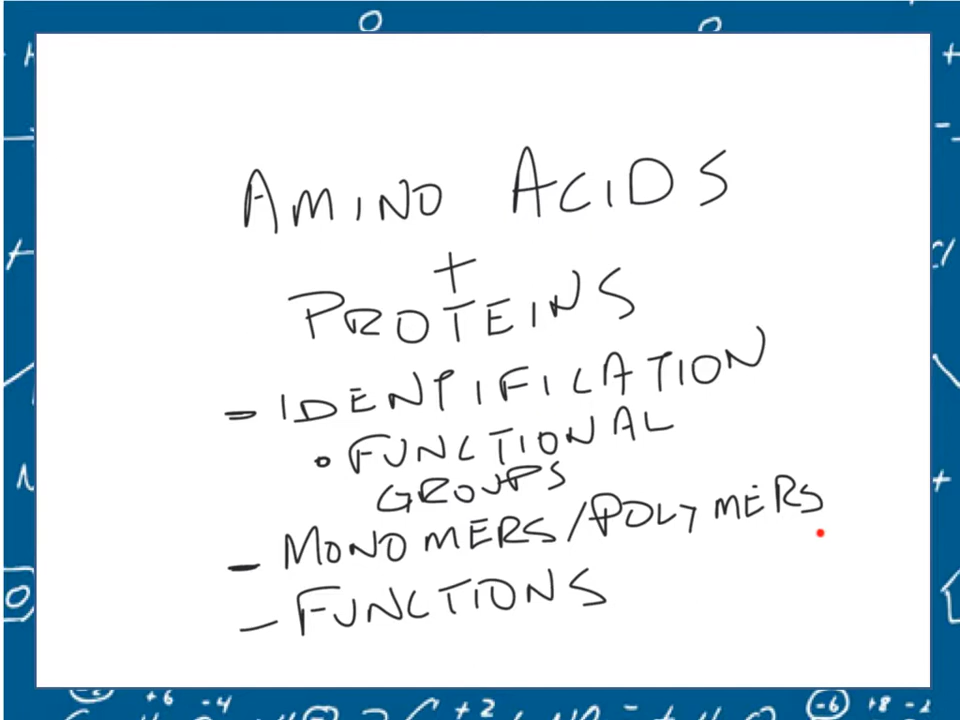 AMINO ACIDS
+
PROTEINS
- IDENTIFICATION
• FUNCTIONAL
GROUPS
- MONOMERS/POLYMERS
- FUNCTIONS